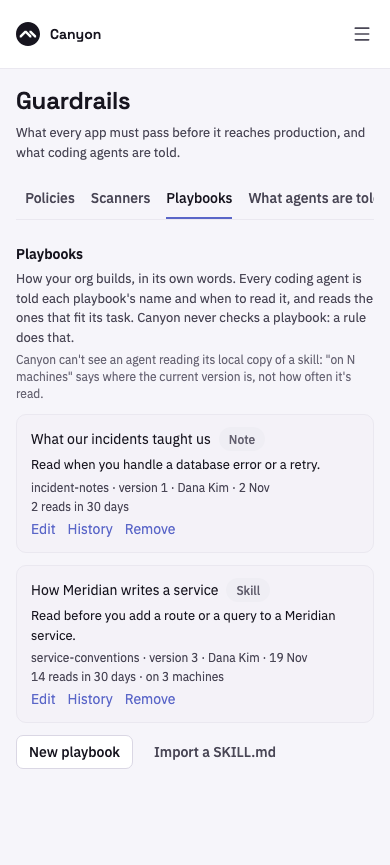 Canyon
Guardrails
What every app must pass before it reaches production, and
what coding agents are told.
Policies Scanners Playbooks What agents are tol
Playbooks
How your org builds, in its own words. Every coding agent is
told each playbook's name and when to read it, and reads the
ones that fit its task. Canyon never checks a playbook: a rule
does that.
Canyon can't see an agent reading its local copy of a skill: "on N
machines" says where the current version is, not how often it's
read.
What our incidents taught us Note
Read when you handle a database error or a retry.
incident-notes · version 1 · Dana Kim · 2 Nov
2 reads in 30 days
Edit History Remove
How Meridian writes a service Skill
Read before you add a route or a query to a Meridian
service.
service-conventions · version 3 · Dana Kim · 19 Nov
14 reads in 30 days · on 3 machines
Edit History Remove
New playbook Import a SKILL.md